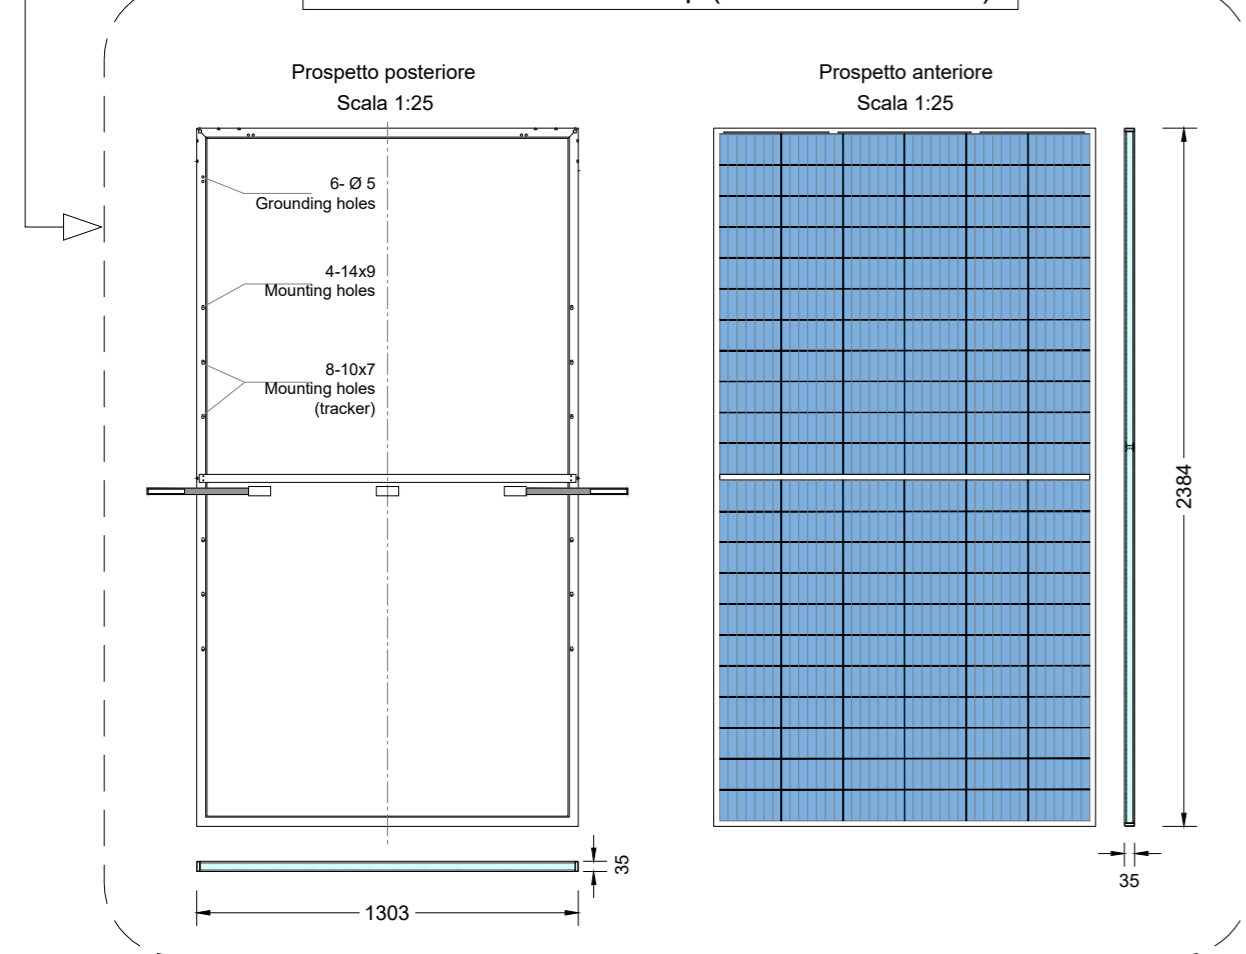 Prospetto posteriore
Scala 1:25
Prospetto anteriore
Scala 1:25
6- Ø 5
Grounding holes
4-14x9
Mounting holes
8-10x7
Mounting holes
(tracker)
2384
35
35
1303